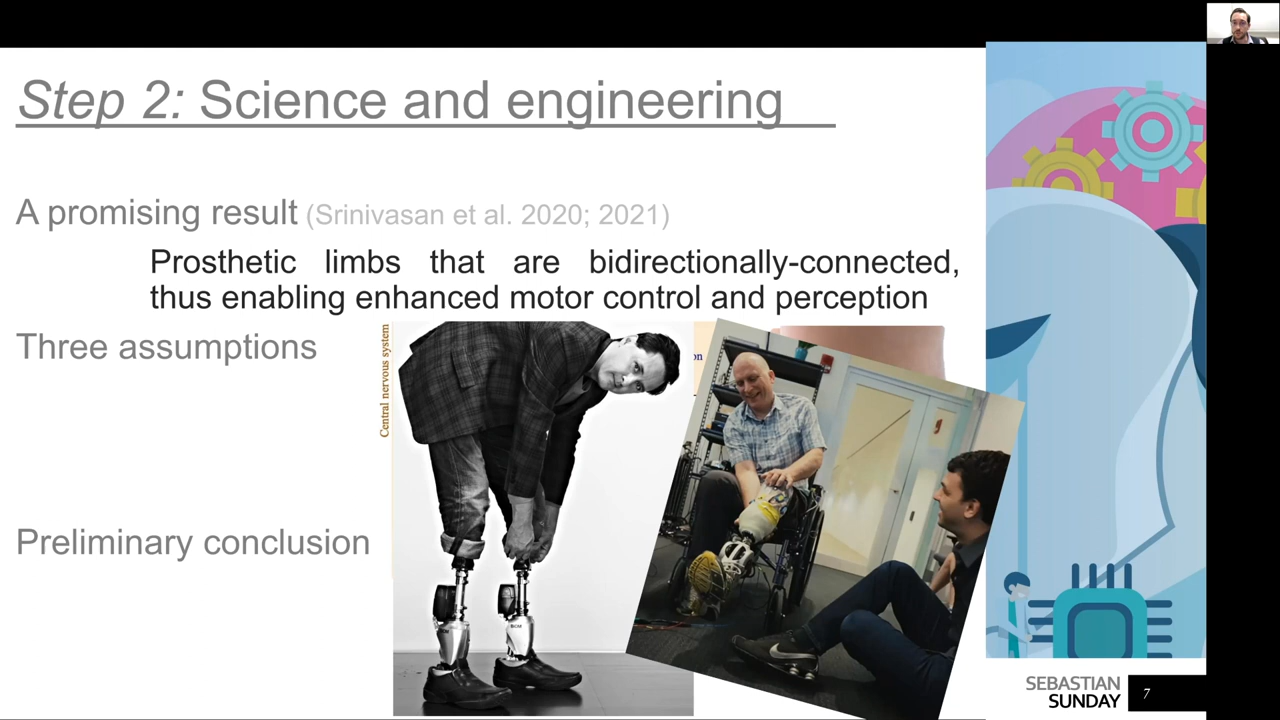 Step 2: Science and engineering
A promising result (Srinivasan et al. 2020; 2021)
Prosthetic limbs that are bidirectionally-connected,
thus enabling enhanced motor control and perception
Three assumptions
Central nervous system
on
Preliminary conclusion
SEBASTIAN
SUNDAY
7